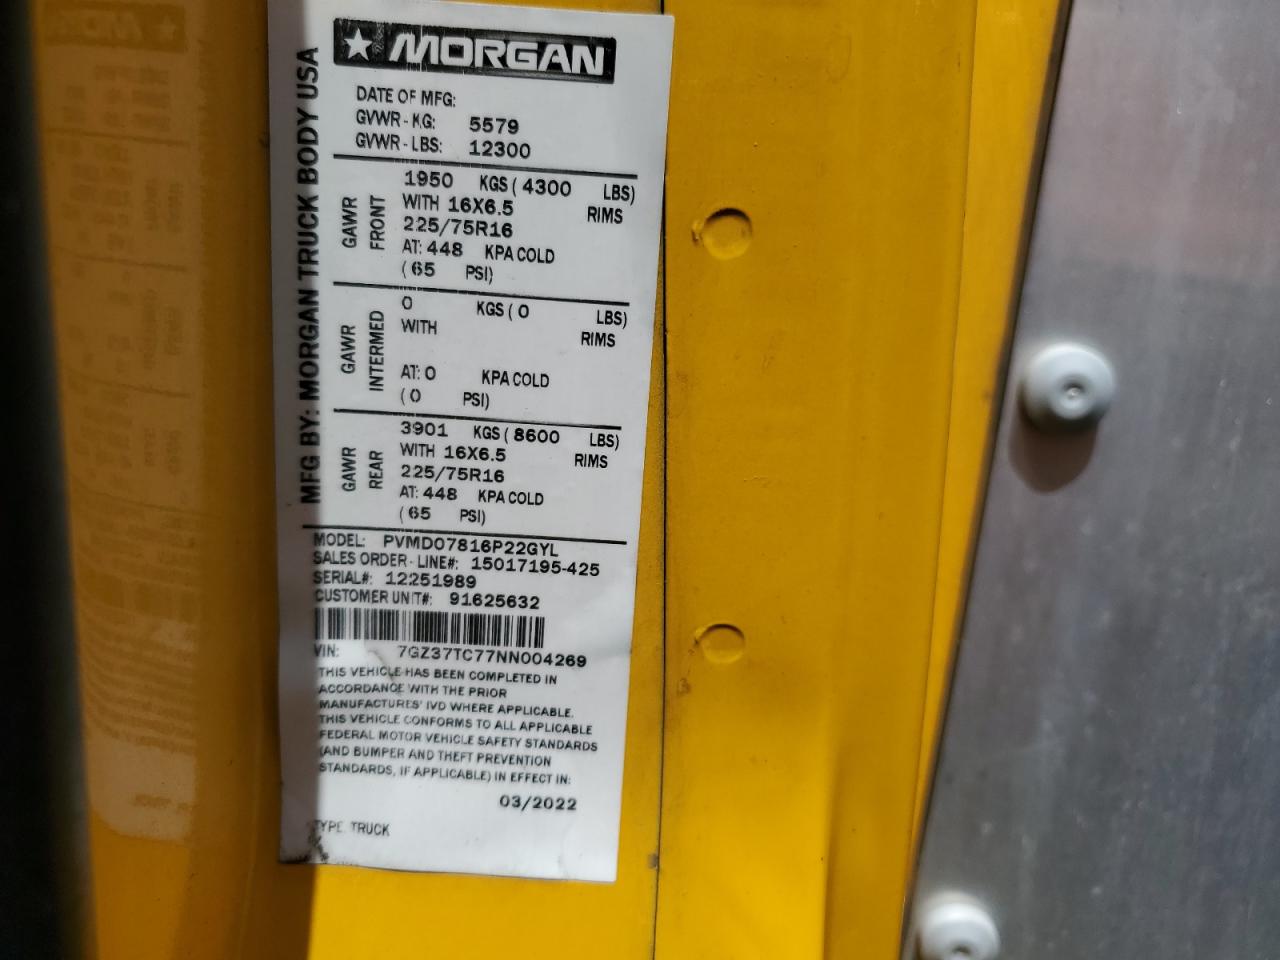 MORGAN
MFG BY: MORGAN TRUCK BODY USA
DATE OF MFG:
GVWR - KG: 5579
GVWR - LBS: 12300
GAWR FRONT
1950 KGS ( 4300 LBS)
WITH 16X6.5 RIMS
225/75R16
AT: 448 KPA COLD
( 65 PSI)
GAWR INTERMED
0 KGS ( 0 LBS)
WITH RIMS
AT: 0 KPA COLD
( 0 PSI)
GAWR REAR
3901 KGS ( 8600 LBS)
WITH 16X6.5 RIMS
225/75R16
AT: 448 KPA COLD
( 65 PSI)
MODEL: PVMD07816P22GYL
SALES ORDER - LINE#: 15017195-425
SERIAL#: 12251989
CUSTOMER UNIT#: 91625632
VIN: 7GZ37TC77NN004269
THIS VEHICLE HAS BEEN COMPLETED IN
ACCORDANCE WITH THE PRIOR
MANUFACTURES' IVD WHERE APPLICABLE.
THIS VEHICLE CONFORMS TO ALL APPLICABLE
FEDERAL MOTOR VEHICLE SAFETY STANDARDS
(AND BUMPER AND THEFT PREVENTION
STANDARDS, IF APPLICABLE) IN EFFECT IN:
03/2022
TYPE: TRUCK